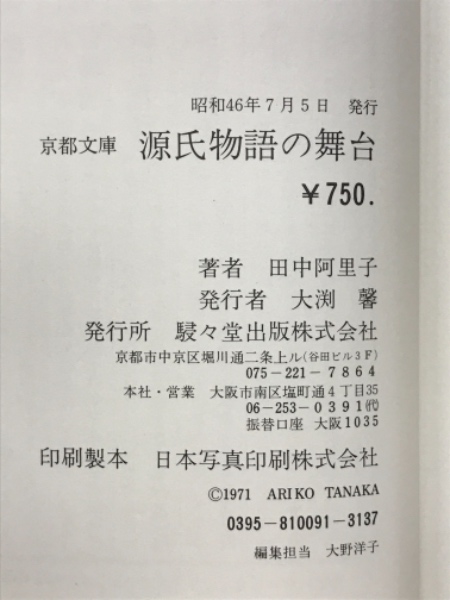 昭和46年7月5日 発行
京都文庫 源氏物語の舞台
¥750.
著者 田中阿里子
発行者 大渕 馨
発行所 駸々堂出版株式会社
京都市中京区堀川通二条上ル(谷田ビル3F)
075-221-7864
本社・営業 大阪市南区塩町通4丁目35
06-253-0391㈹
振替口座 大阪1035
印刷製本 日本写真印刷株式会社
©1971 ARIKO TANAKA
0395-810091-3137
編集担当 大野洋子